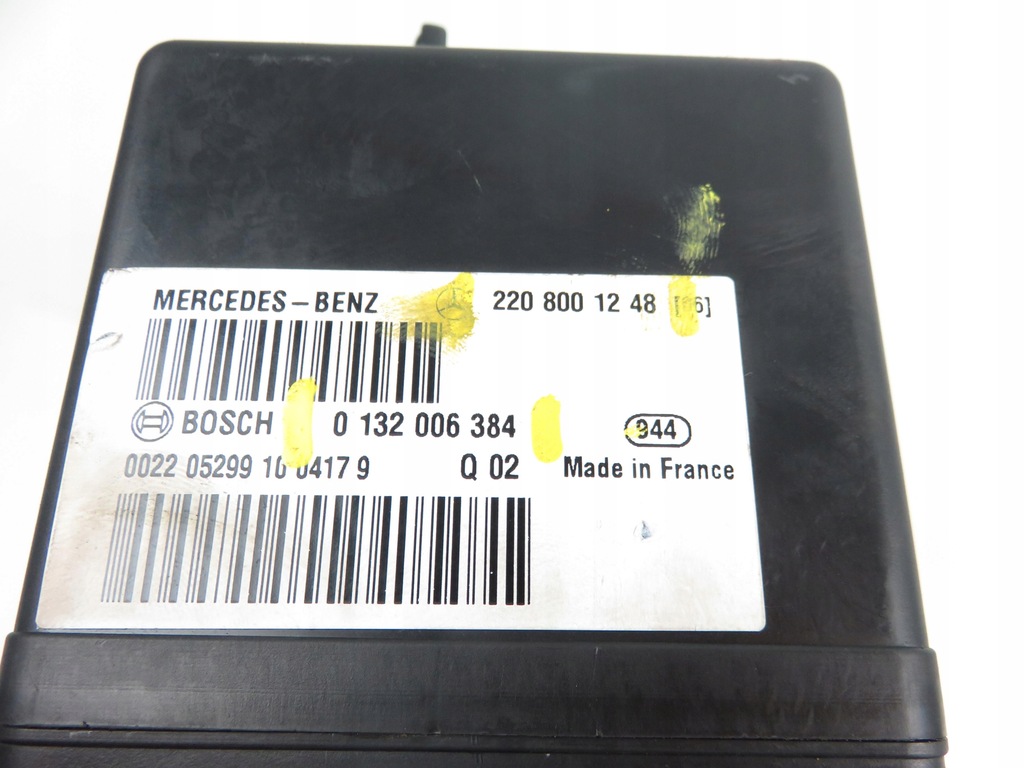 MERCEDES-BENZ 220 800 12 48
BOSCH 0 132 006 384 944
0022 05299 0417 9 Q 02 Made in France